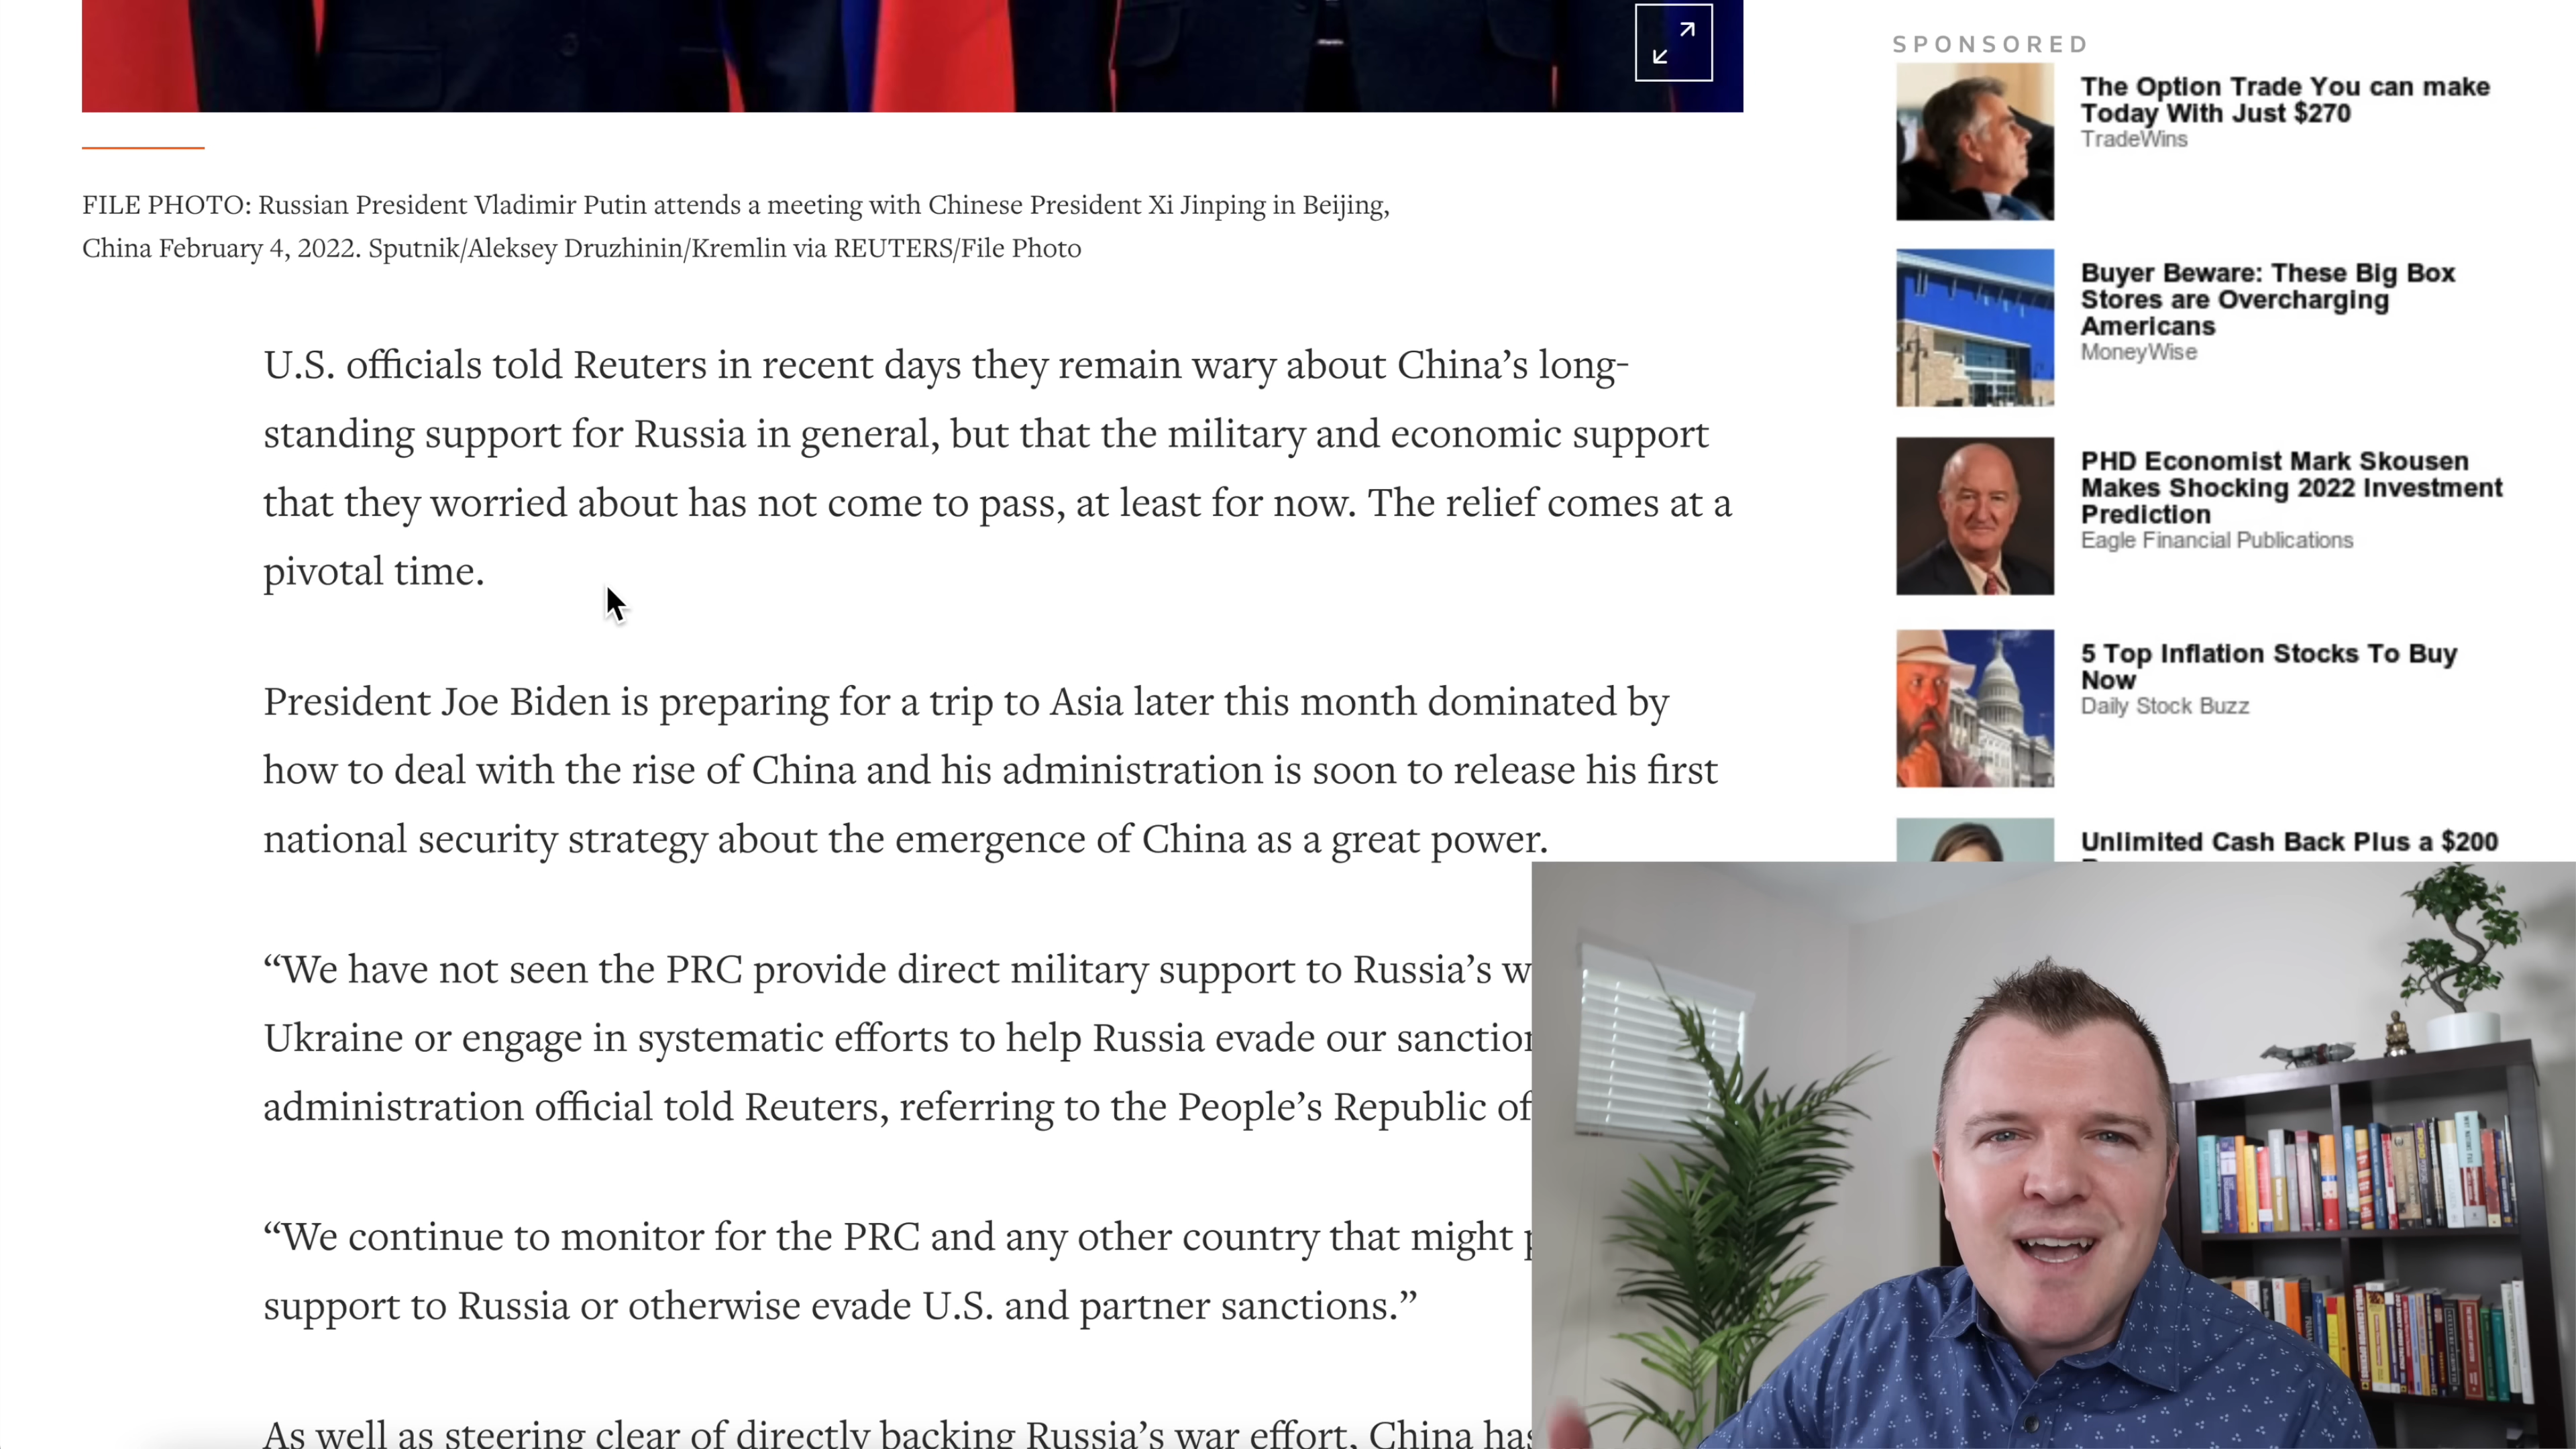 FILE PHOTO: Russian President Vladimir Putin attends a meeting with Chinese President Xi Jinping in Beijing,
China February 4, 2022. Sputnik/Aleksey Druzhinin/Kremlin via REUTERS/File Photo
U.S. officials told Reuters in recent days they remain wary about China’s long-
standing support for Russia in general, but that the military and economic support
that they worried about has not come to pass, at least for now. The relief comes at a
pivotal time.
President Joe Biden is preparing for a trip to Asia later this month dominated by
how to deal with the rise of China and his administration is soon to release his first
national security strategy about the emergence of China as a great power.
“We have not seen the PRC provide direct military support to Russia’s
Ukraine or engage in systematic efforts to help Russia evade our
administration official told Reuters, referring to the People’s Republic of
“We continue to monitor for the PRC and any other country that might
support to Russia or otherwise evade U.S. and partner sanctions.”
As well as steering clear of directly backing Russia’s war effort, China has
SPONSORED
The Option Trade You can make
Today With Just $270
TradeWins
Buyer Beware: These Big Box
Stores are Overcharging
Americans
MoneyWise
PHD Economist Mark Skousen
Makes Shocking 2022 Investment
Prediction
Eagle Financial Publications
5 Top Inflation Stocks To Buy
Now
Daily Stock Buzz
Unlimited Cash Back Plus a $200